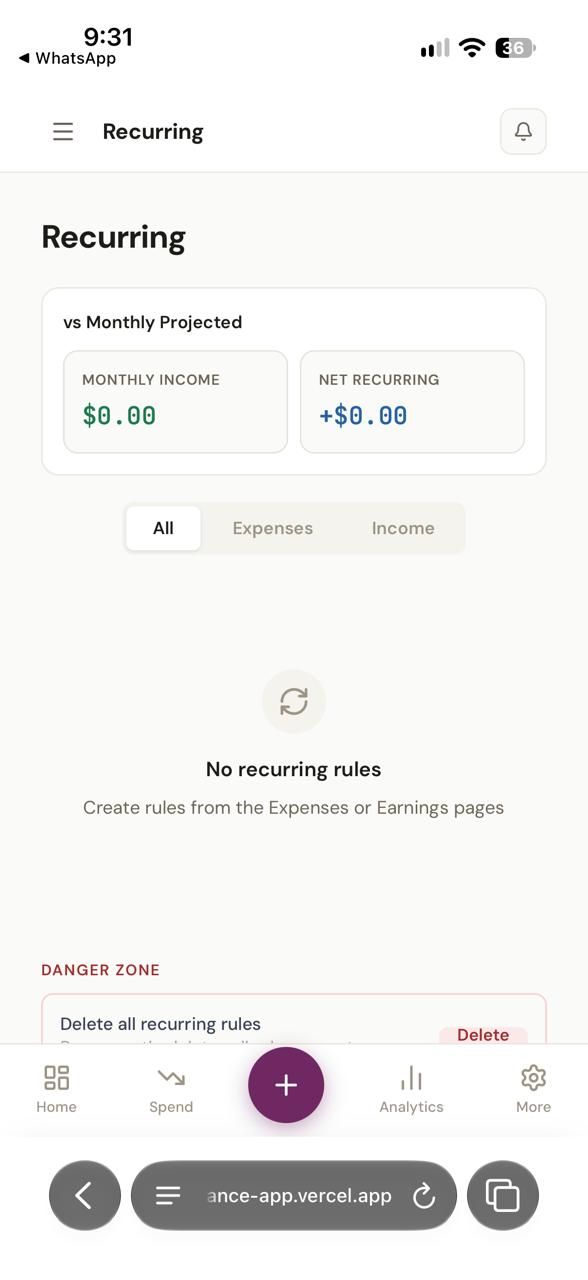 9:31
◀ WhatsApp
36
Recurring
Recurring
vs Monthly Projected
MONTHLY INCOME
$0.00
NET RECURRING
+$0.00
All
Expenses
Income
No recurring rules
Create rules from the Expenses or Earnings pages
DANGER ZONE
Delete all recurring rules
Delete
Home
Spend
Analytics
More
ance-app.vercel.app